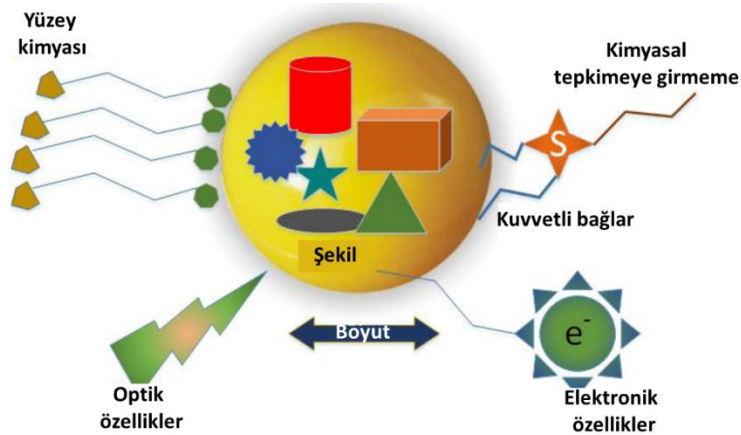 Yüzey
kimyası
Kimyasal
tepkimeye girmeme
S
Kuvvetli bağlar
Şekil
Boyut
e-
Optik
özellikler
Elektronik
özellikler